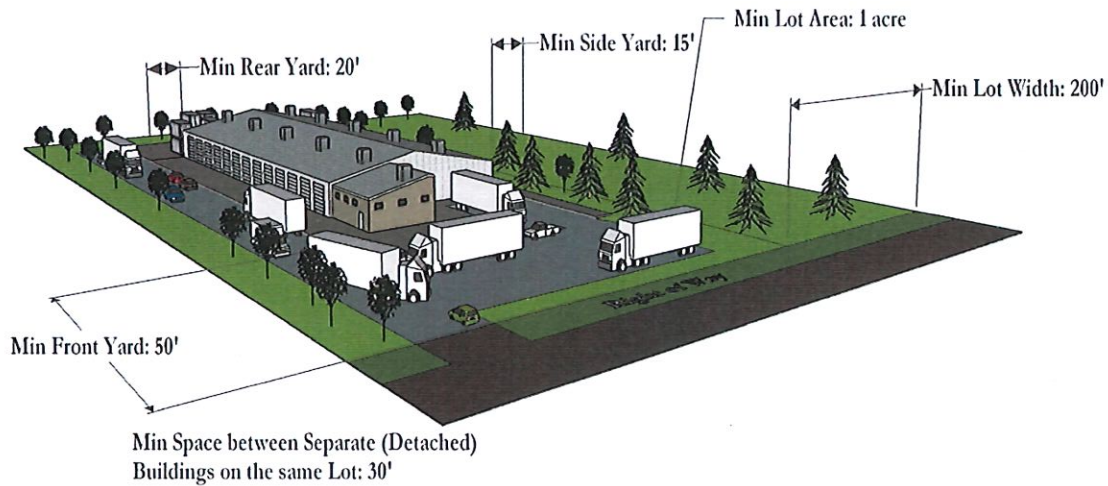 Min Lot Area: 1 acre
Min Side Yard: 15'
Min Rear Yard: 20'
Min Lot Width: 200'
Right of Way
Min Front Yard: 50'
Min Space between Separate (Detached)
Buildings on the same Lot: 30'